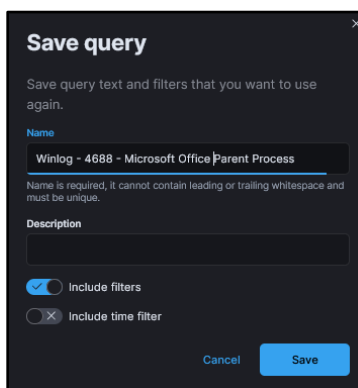 Save query
Save query text and filters that you want to use
again.
Name
Winlog - 4688 - Microsoft Office Parent Process
Name is required, it cannot contain leading or trailing whitespace and
must be unique.
Description
Include filters
Include time filter
Cancel
Save